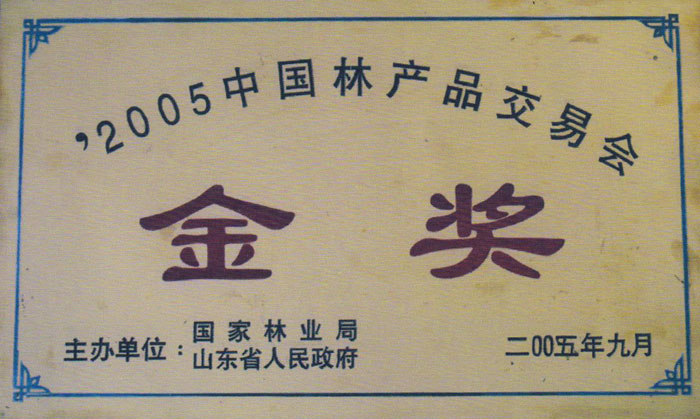 ’2005中国林产品交易会
金奖
主办单位：国家林业局
山东省人民政府
二00五年九月